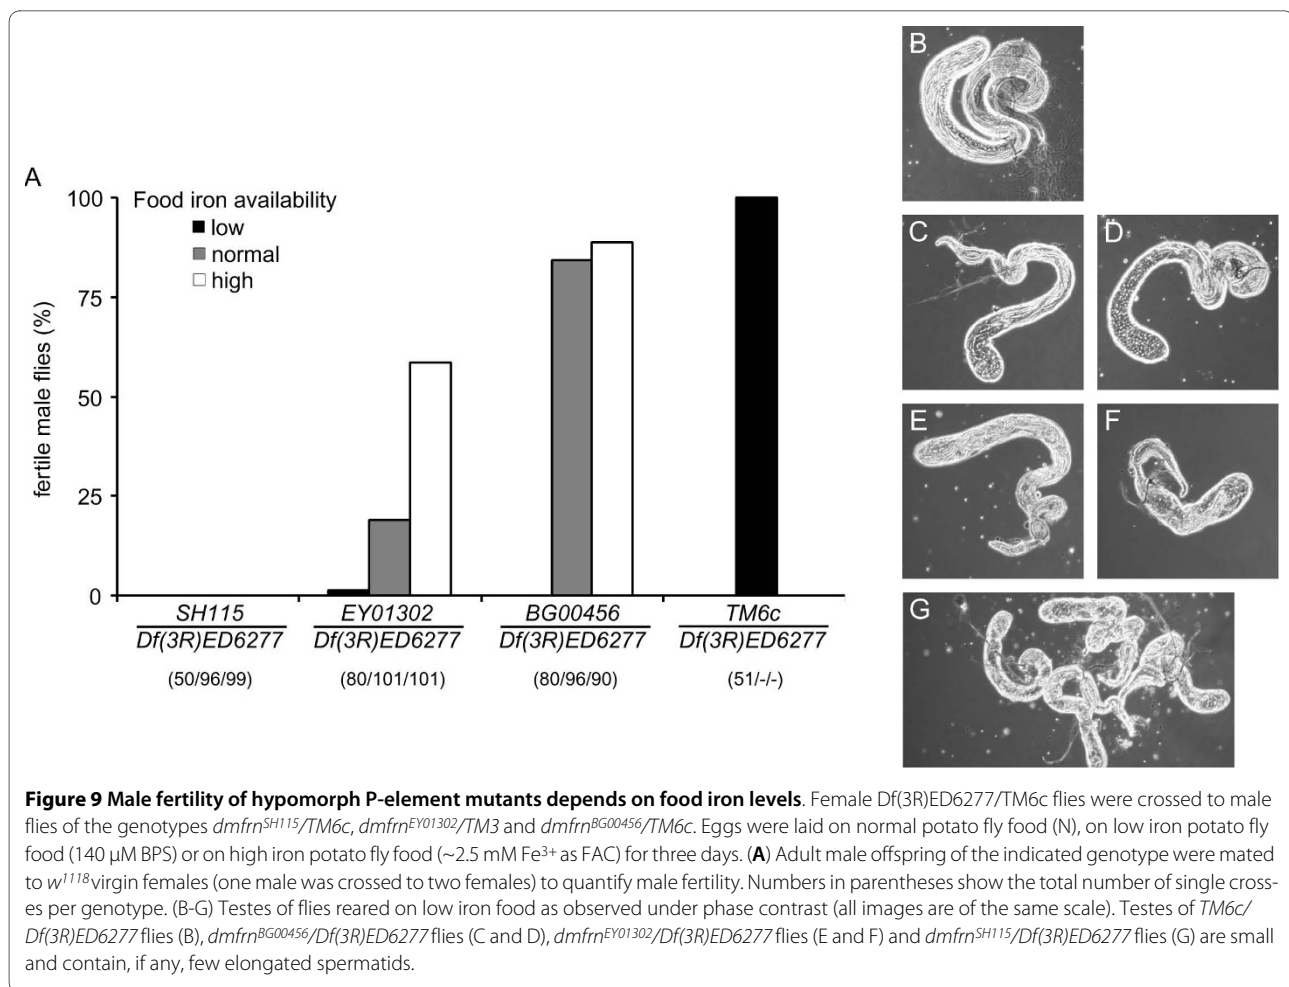 A
Food iron availability
low
normal
high
fertile male flies (%)
100
75
50
25
0
SH115
Df(3R)ED6277
(50/96/99)
EY01302
Df(3R)ED6277
(80/101/101)
BG00456
Df(3R)ED6277
(80/96/90)
TM6c
Df(3R)ED6277
(51/-/-)
B
C
D
E
F
G
Figure 9 Male fertility of hypomorph P-element mutants depends on food iron levels. Female Df(3R)ED6277/TM6c flies were crossed to male
flies of the genotypes dmfrnSH115/TM6c, dmfrnEY01302/TM3 and dmfrnBG00456/TM6c. Eggs were laid on normal potato fly food (N), on low iron potato fly
food (140 μM BPS) or on high iron potato fly food (~2.5 mM Fe3+ as FAC) for three days. (A) Adult male offspring of the indicated genotype were mated
to w1118 virgin females (one male was crossed to two females) to quantify male fertility. Numbers in parentheses show the total number of single cross-
es per genotype. (B-G) Testes of flies reared on low iron food as observed under phase contrast (all images are of the same scale). Testes of TM6c/
Df(3R)ED6277 flies (B), dmfrnBG00456/Df(3R)ED6277 flies (C and D), dmfrnEY01302/Df(3R)ED6277 flies (E and F) and dmfrnSH115/Df(3R)ED6277 flies (G) are small
and contain, if any, few elongated spermatids.